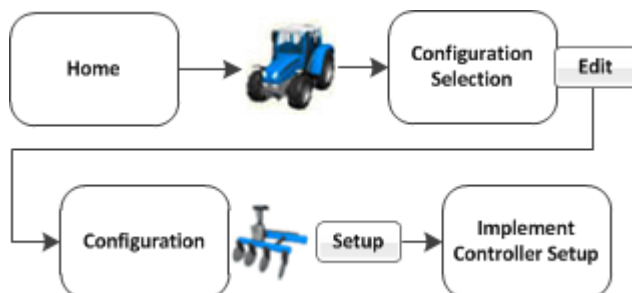 Home
Configuration
Selection
Edit
Configuration
Setup
Implement
Controller Setup